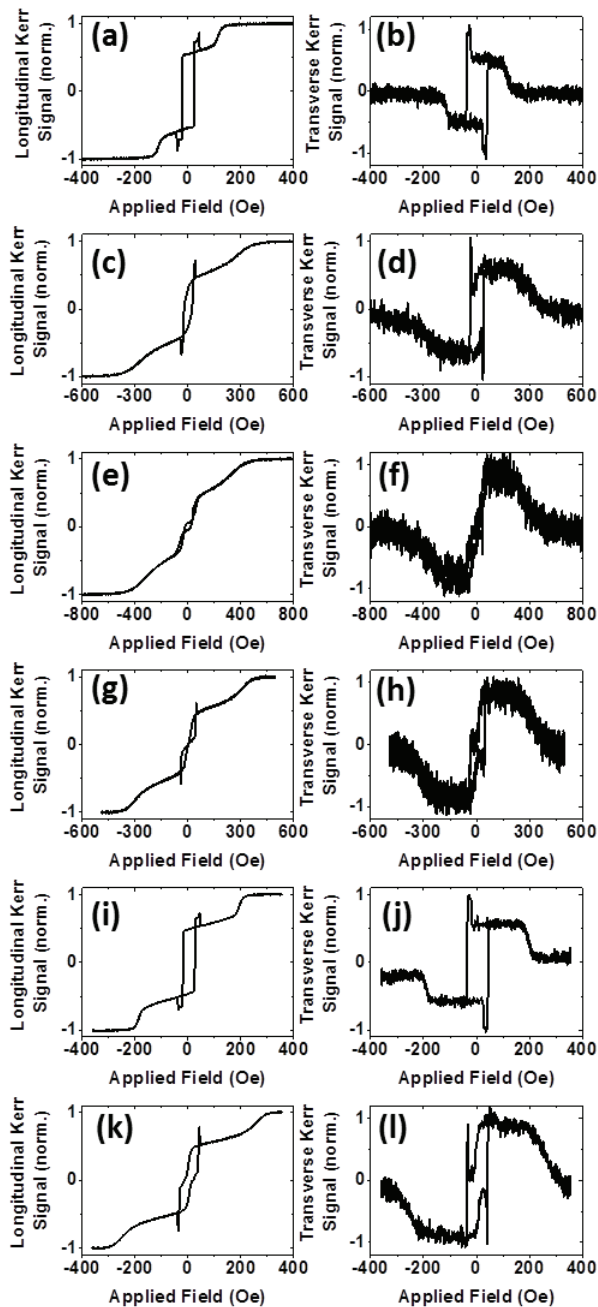 (a) (b)
Longitudinal Kerr
Signal (norm.)
1
0
-1
-400 -200 0 200 400
Applied Field (Oe)
Transverse Kerr
Signal (norm.)
1
0
-1
-400 -200 0 200 400
Applied Field (Oe)
(c) (d)
Longitudinal Kerr
Signal (norm.)
1
0
-1
-600 -300 0 300 600
Applied Field (Oe)
Transverse Kerr
Signal (norm.)
1
0
-1
-600 -300 0 300 600
Applied Field (Oe)
(e) (f)
Longitudinal Kerr
Signal (norm.)
1
0
-1
-800 -400 0 400 800
Applied Field (Oe)
Transverse Kerr
Signal (norm.)
1
0
-1
-800 -400 0 400 800
Applied Field (Oe)
(g) (h)
Longitudinal Kerr
Signal (norm.)
1
0
-1
-600 -300 0 300 600
Applied Field (Oe)
Transverse Kerr
Signal (norm.)
1
0
-1
-600 -300 0 300 600
Applied Field (Oe)
(i) (j)
Longitudinal Kerr
Signal (norm.)
1
0
-1
-400 -200 0 200 400
Applied Field (Oe)
Transverse Kerr
Signal (norm.)
1
0
-1
-400 -200 0 200 400
Applied Field (Oe)
(k) (l)
Longitudinal Kerr
Signal (norm.)
1
0
-1
-400 -200 0 200 400
Applied Field (Oe)
Transverse Kerr
Signal (norm.)
1
0
-1
-400 -200 0 200 400
Applied Field (Oe)